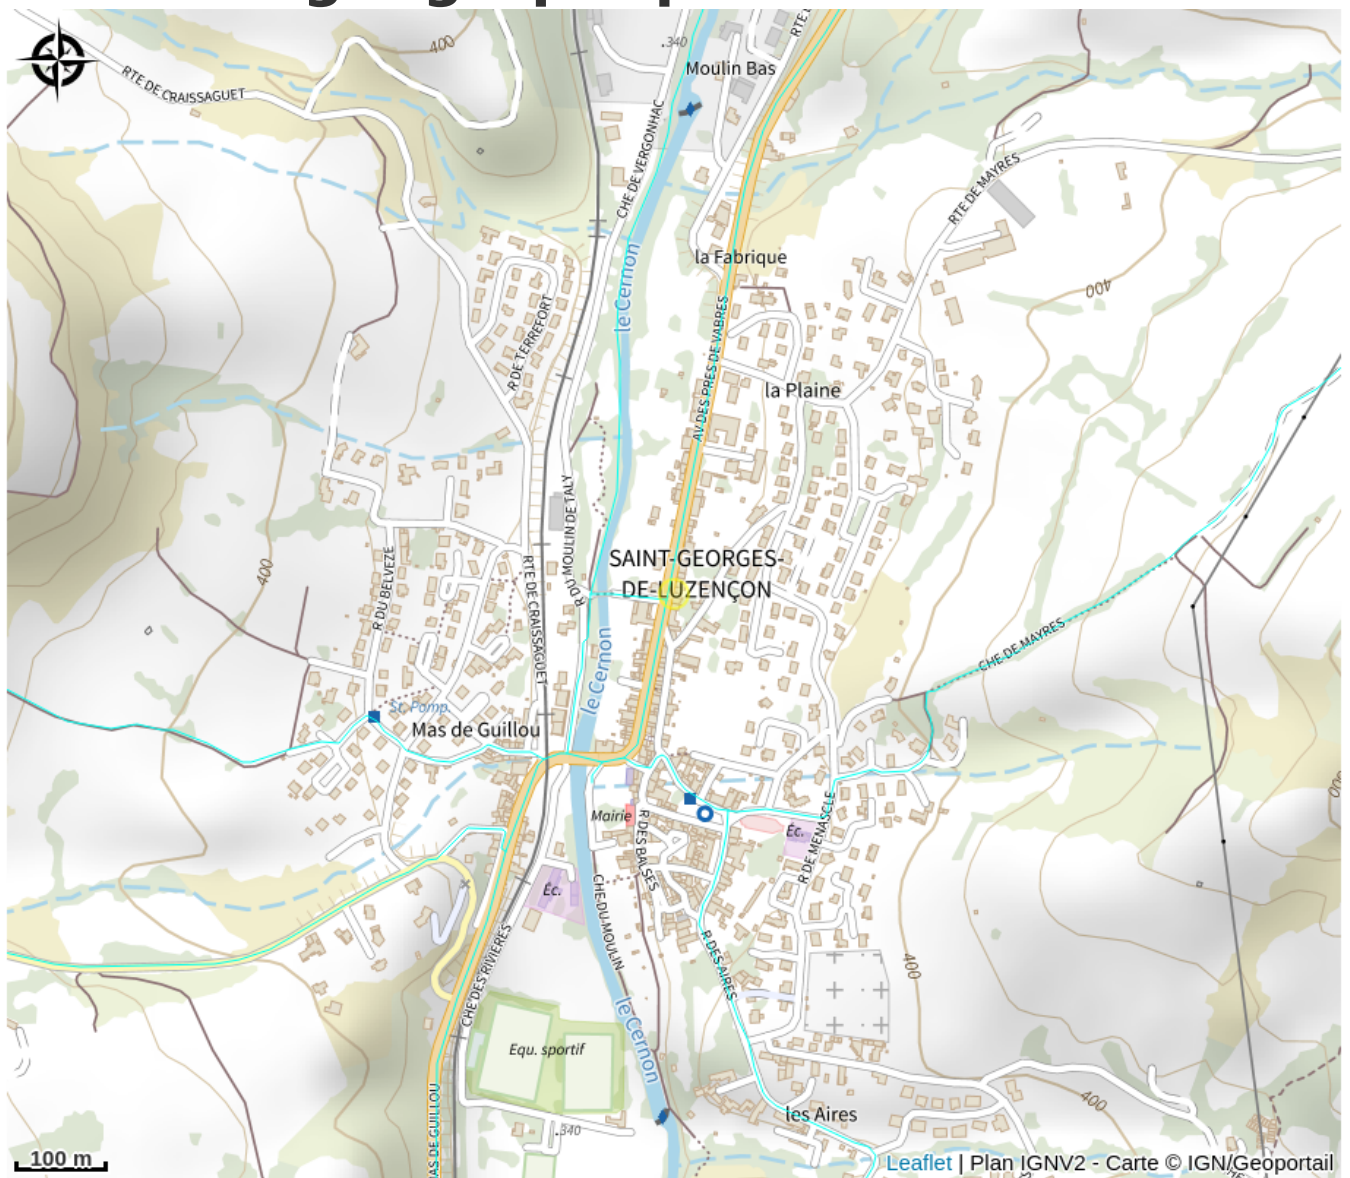 400
.340
RTE DE CRAISSAGUET
Moulin Bas
CHE DE VERGONHAC
RTE DE MAYRES
le Cernon
la Fabrique
400
R DE TERREFORT
AV DES PRES DE VABRES
la Plaine
R DU MOULIN DE TALY
400
R DU BELVEZE
RTE DE CRAISSAGUET
SAINT-GEORGES-
DE-LUZENÇON
CHE DE MAYRES
le Cernon
St. Pomp.
Mas de Guillou
Mairie
R DES BALSES
Éc.
R DE MENASCLE
Éc.
CHE DU MOULIN
CHE DES RIVIERES
R DES AIRES
400
le Cernon
Equ. sportif
MAS DE GUILLOU
les Aires
400
.340
100 m
Leaflet | Plan IGNV2 - Carte © IGN/Geoportail